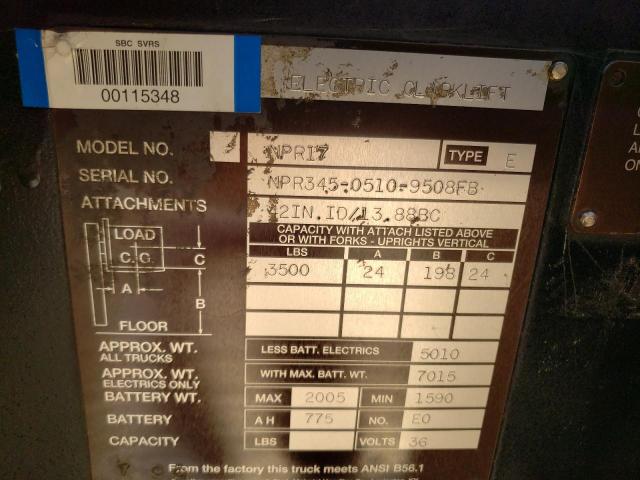 SBC SVRS
00115348
ELECTRIC CLARKLIFT
MODEL NO. NPR17 TYPE E
SERIAL NO. NPR345-0510-9508FB
ATTACHMENTS 42IN.ID/13.88BC
CAPACITY WITH ATTACH LISTED ABOVE
OR WITH FORKS - UPRIGHTS VERTICAL
LBS A B C
3500 24 198 24
LOAD
C.G.
C
A
B
FLOOR
APPROX. WT. LESS BATT. ELECTRICS 5010
ALL TRUCKS
APPROX. WT. WITH MAX. BATT. WT. 7015
ELECTRICS ONLY
BATTERY WT. MAX 2005 MIN 1590
BATTERY AH 775 NO. E0
CAPACITY LBS VOLTS 36
From the factory this truck meets ANSI B56.1